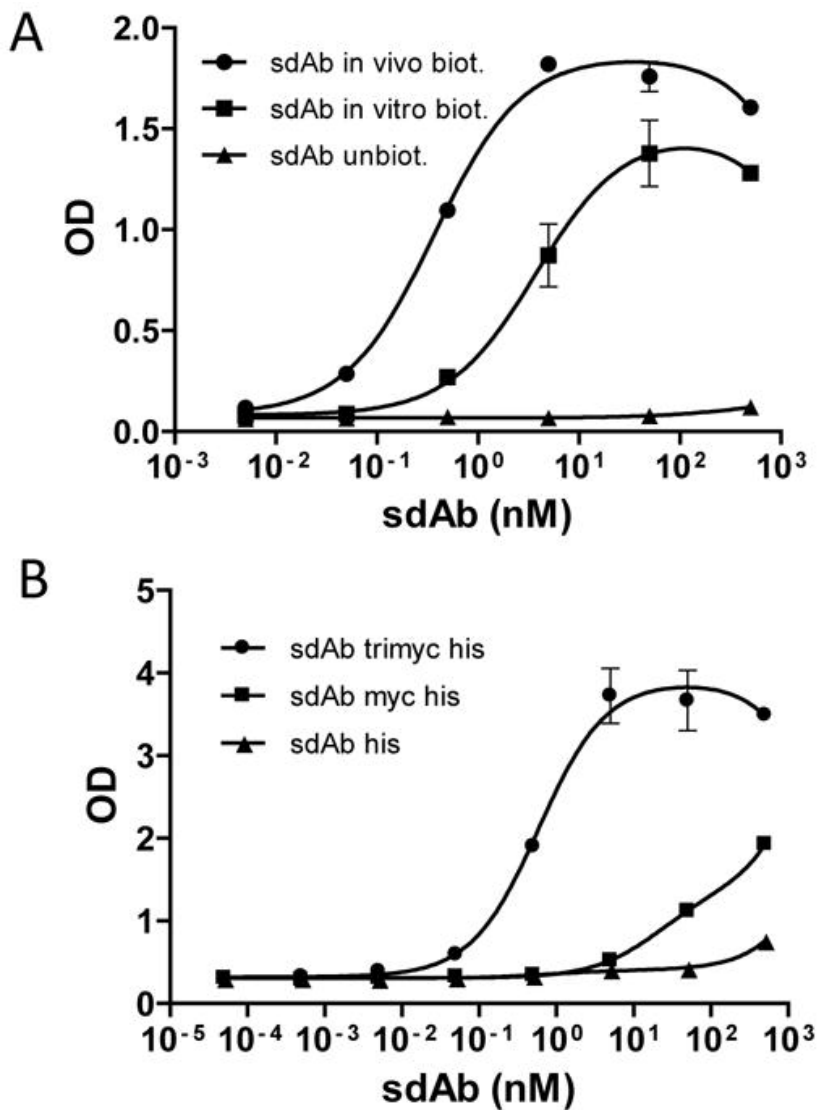 A
2.0
sdAb in vivo biot.
sdAb in vitro biot.
sdAb unbiot.
1.5
1.0
0.5
0.0
OD
10⁻³ 10⁻² 10⁻¹ 10⁰ 10¹ 10² 10³
sdAb (nM)
B
5
sdAb trimyc his
sdAb myc his
sdAb his
4
3
2
1
0
OD
10⁻⁵ 10⁻⁴ 10⁻³ 10⁻² 10⁻¹ 10⁰ 10¹ 10² 10³
sdAb (nM)